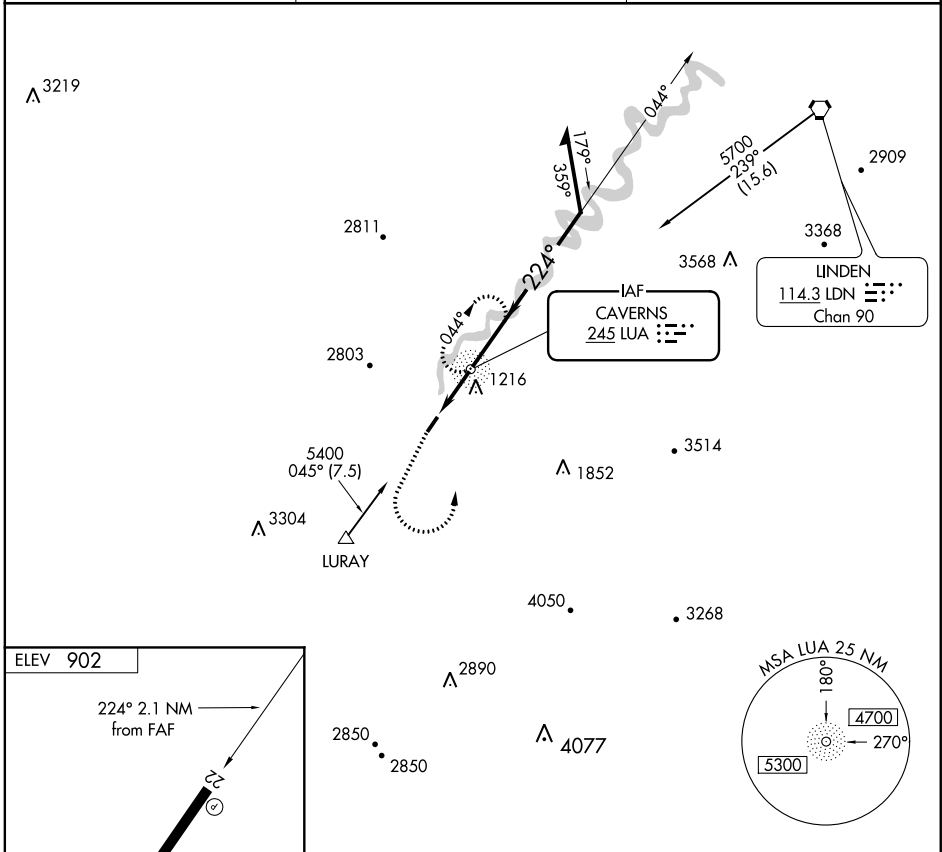 3219
044°
5700
239°
(15.6)
2909
179°
359°
2811
3368
3568
224°
LINDEN
114.3 LDN
Chan 90
IAF
CAVERNS
245 LUA
044°
2803
1216
5400
045° (7.5)
3514
1852
3304
LURAY
4050
3268
ELEV 902
224° 2.1 NM
from FAF
22
P
2890
2850
2850
4077
MSA LUA 25 NM
180°
4700
270°
5300